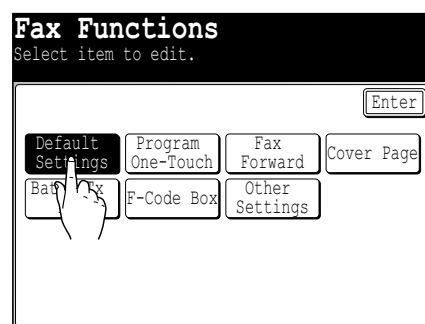 Fax Functions
Select item to edit.
Enter
Default Settings
Program One-Touch
Fax Forward
Cover Page
F-Code Box
Other Settings